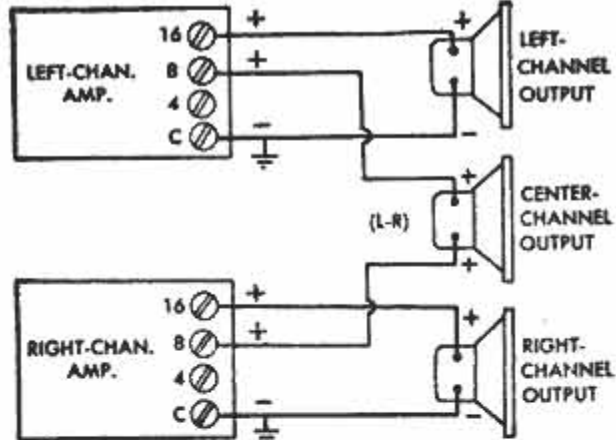 LEFT-CHAN.
AMP.
16
8
4
C
+
+
−
+
−
LEFT-
CHANNEL
OUTPUT
(L-R)
+
+
CENTER-
CHANNEL
OUTPUT
RIGHT-CHAN.
AMP.
16
8
4
C
+
+
−
+
−
RIGHT-
CHANNEL
OUTPUT